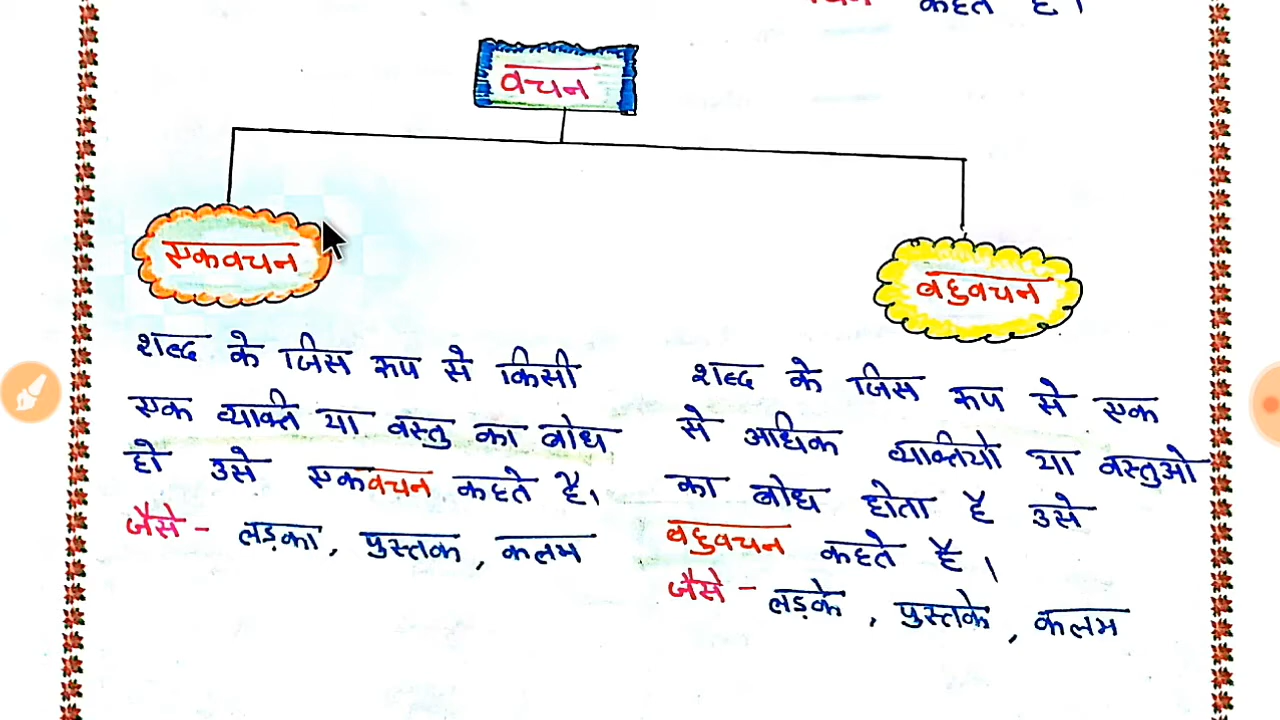 कहते है।
वचन
एकवचन
बहुवचन
शब्द के जिस रूप से किसी
एक व्यक्ति या वस्तु का बोध
हो उसे एकवचन कहते है।
जैसे - लड़का, पुस्तक, कलम
शब्द के जिस रूप से एक
से अधिक व्यक्तियो या वस्तुओ
का बोध होता है उसे
बहुवचन कहते है।
जैसे - लड़के, पुस्तके, कलम